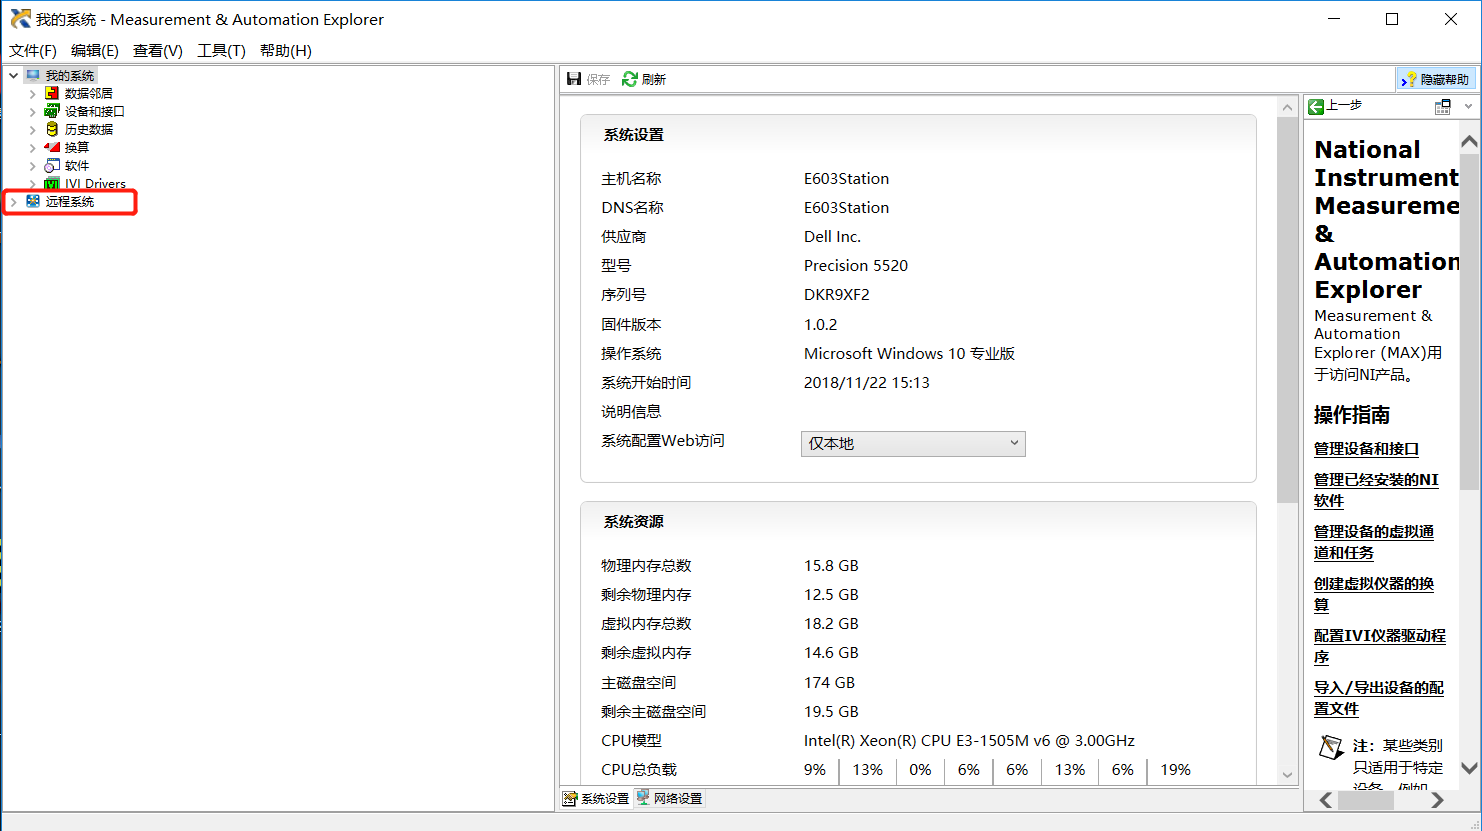 我的系统 - Measurement & Automation Explorer
文件(F) 编辑(E) 查看(V) 工具(T) 帮助(H)
我的系统
数据邻居
设备和接口
历史数据
换算
软件
IVI Drivers
远程系统
保存 刷新
隐藏帮助
系统设置
主机名称 E603Station
DNS名称 E603Station
供应商 Dell Inc.
型号 Precision 5520
序列号 DKR9XF2
固件版本 1.0.2
操作系统 Microsoft Windows 10 专业版
系统开始时间 2018/11/22 15:13
说明信息
系统配置Web访问 仅本地
系统资源
物理内存总数 15.8 GB
剩余物理内存 12.5 GB
虚拟内存总数 18.2 GB
剩余虚拟内存 14.6 GB
主磁盘空间 174 GB
剩余主磁盘空间 19.5 GB
CPU模型 Intel(R) Xeon(R) CPU E3-1505M v6 @ 3.00GHz
CPU总负载 9% 13% 0% 6% 6% 13% 6% 19%
系统设置 网络设置
上一步
National
Instrument
Measureme
&
Automation
Explorer
Measurement &
Automation
Explorer (MAX)用
于访问NI产品。
操作指南
管理设备和接口
管理已经安装的NI
软件
管理设备的虚拟通
道和任务
创建虚拟仪器的换
算
配置IVI仪器驱动程
序
导入/导出设备的配
置文件
注：某些类别
只适用于特定
设备。例如